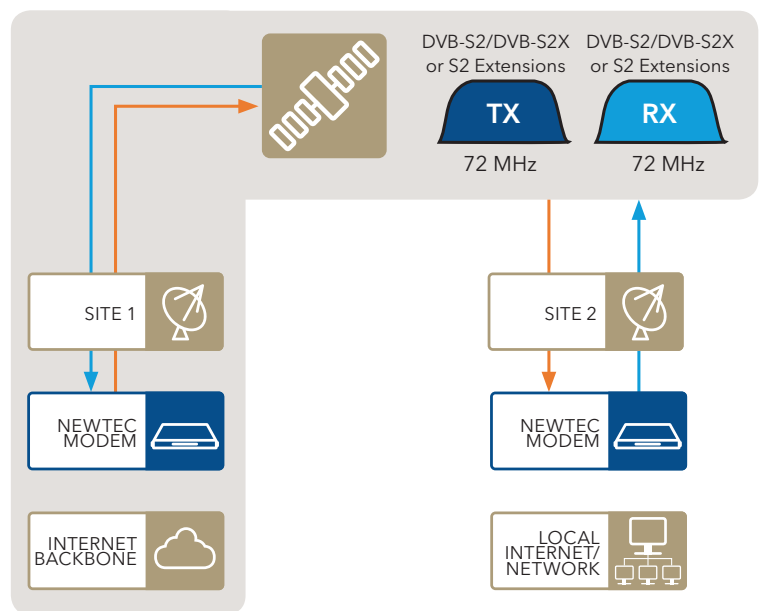 DVB-S2/DVB-S2X
or S2 Extensions
TX
72 MHz
DVB-S2/DVB-S2X
or S2 Extensions
RX
72 MHz
SITE 1
SITE 2
NEWTEC
MODEM
NEWTEC
MODEM
INTERNET
BACKBONE
LOCAL
INTERNET/
NETWORK